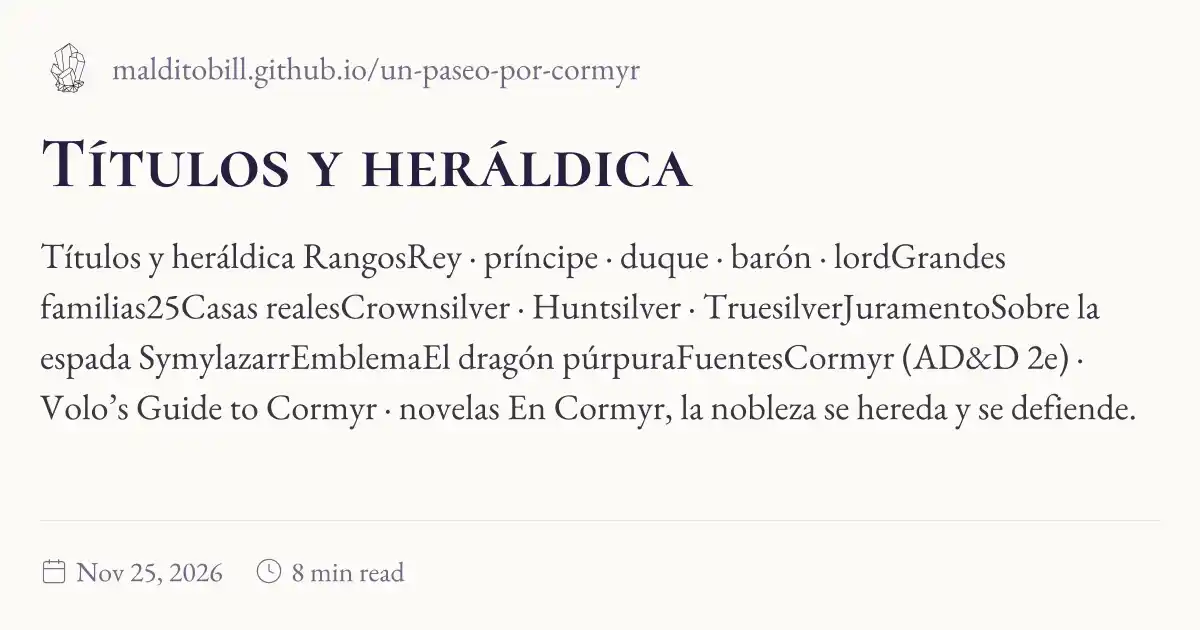 malditobill.github.io/un-paseo-por-cormyr
Títulos y heráldica
Títulos y heráldica RangosRey · príncipe · duque · barón · lordGrandes
familias25Casas realesCrownsilver · Huntsilver · TruesilverJuramentoSobre la
espada SymylazarrEmblemaEl dragón púrpuraFuentesCormyr (AD&D 2e) ·
Volo’s Guide to Cormyr · novelas En Cormyr, la nobleza se hereda y se defiende.
Nov 25, 2026 8 min read